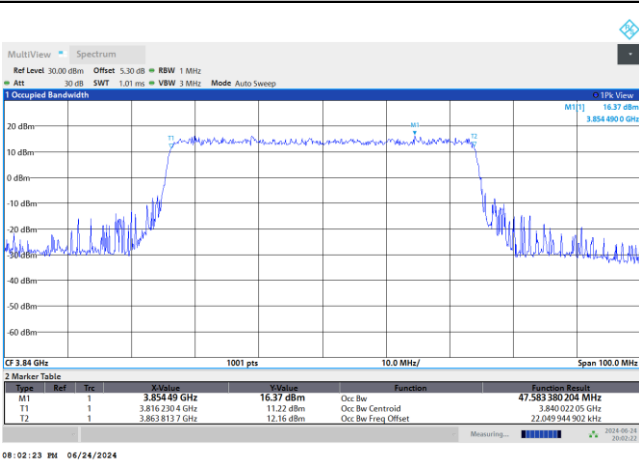 MultiView Spectrum
Ref Level 30.00 dBm Offset 5.30 dB RBW 1 MHz
Att 30 dB SWT 1.01 ms VBW 3 MHz Mode Auto Sweep
1 Occupied Bandwidth 1Pk View
M1[1] 16.37 dBm
3.854 490 0 GHz
M1
T1 T2
20 dBm
10 dBm
0 dBm
-10 dBm
-20 dBm
-30 dBm
-40 dBm
-50 dBm
-60 dBm
CF 3.84 GHz 1001 pts 10.0 MHz/ Span 100.0 MHz
2 Marker Table
Type Ref Trc X-Value Y-Value Function Function Result
M1 1 3.854 49 GHz 16.37 dBm Occ Bw 47.583 380 204 MHz
T1 1 3.816 230 4 GHz 11.22 dBm Occ Bw Centroid 3.840 022 05 GHz
T2 1 3.863 813 7 GHz 12.16 dBm Occ Bw Freq Offset 22.049 944 902 kHz
Measuring... 2024-06-24
20:02:22
08:02:23 PM 06/24/2024